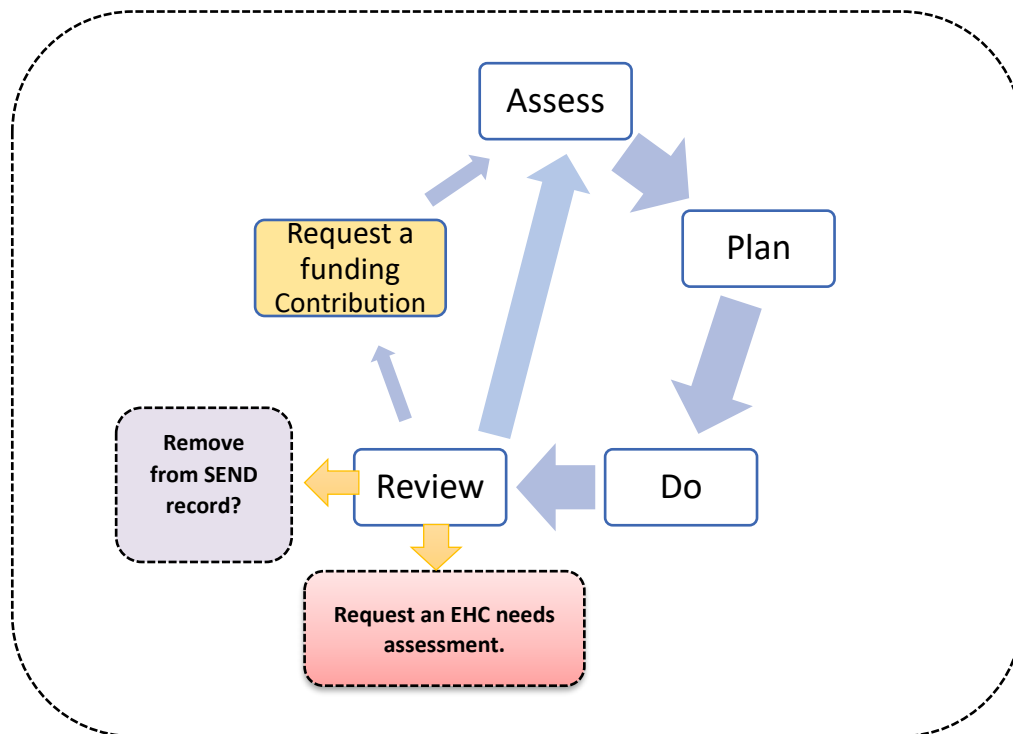 Assess
Plan
Do
Review
Request a
funding
Contribution
Remove
from SEND
record?
Request an EHC needs
assessment.